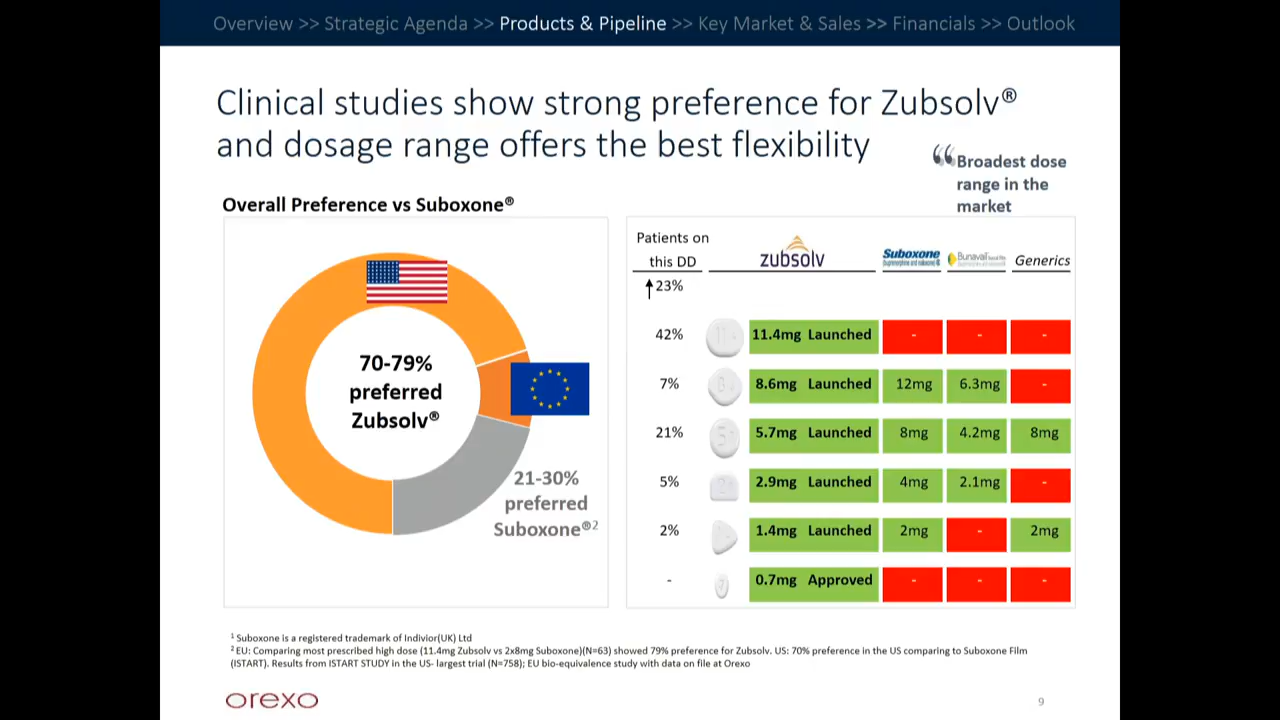 Overview >> Strategic Agenda >> Products & Pipeline >> Key Market & Sales >> Financials >> Outlook
Clinical studies show strong preference for Zubsolv®
and dosage range offers the best flexibility
“Broadest dose
range in the
market
Overall Preference vs Suboxone®
70-79%
preferred
Zubsolv®
21-30%
preferred
Suboxone®2
Patients on
this DD
zubsolv
Suboxone
Bunavail
Generics
23%
42% 11.4mg Launched - - -
7% 8.6mg Launched 12mg 6.3mg -
21% 5.7mg Launched 8mg 4.2mg 8mg
5% 2.9mg Launched 4mg 2.1mg -
2% 1.4mg Launched 2mg - 2mg
- 0.7mg Approved - - -
1 Suboxone is a registered trademark of Indivior(UK) Ltd
2 EU: Comparing most prescribed high dose (11.4mg Zubsolv vs 2x8mg Suboxone)(N=63) showed 79% preference for Zubsolv. US: 70% preference in the US comparing to Suboxone Film
(ISTART). Results from ISTART STUDY in the US- largest trial (N=758); EU bio-equivalence study with data on file at Orexo
orexo
9